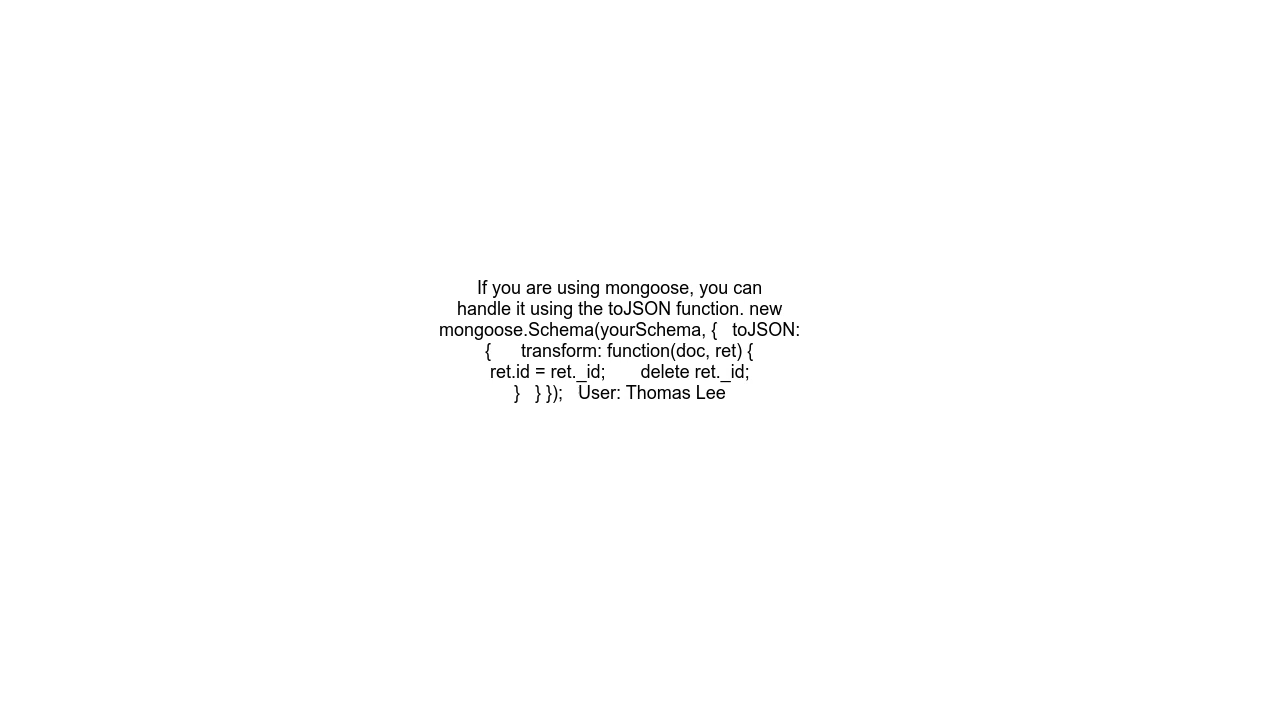 If you are using mongoose, you can
handle it using the toJSON function. new
mongoose.Schema(yourSchema, {   toJSON:
{      transform: function(doc, ret) {
ret.id = ret._id;       delete ret._id;
}   } });   User: Thomas Lee